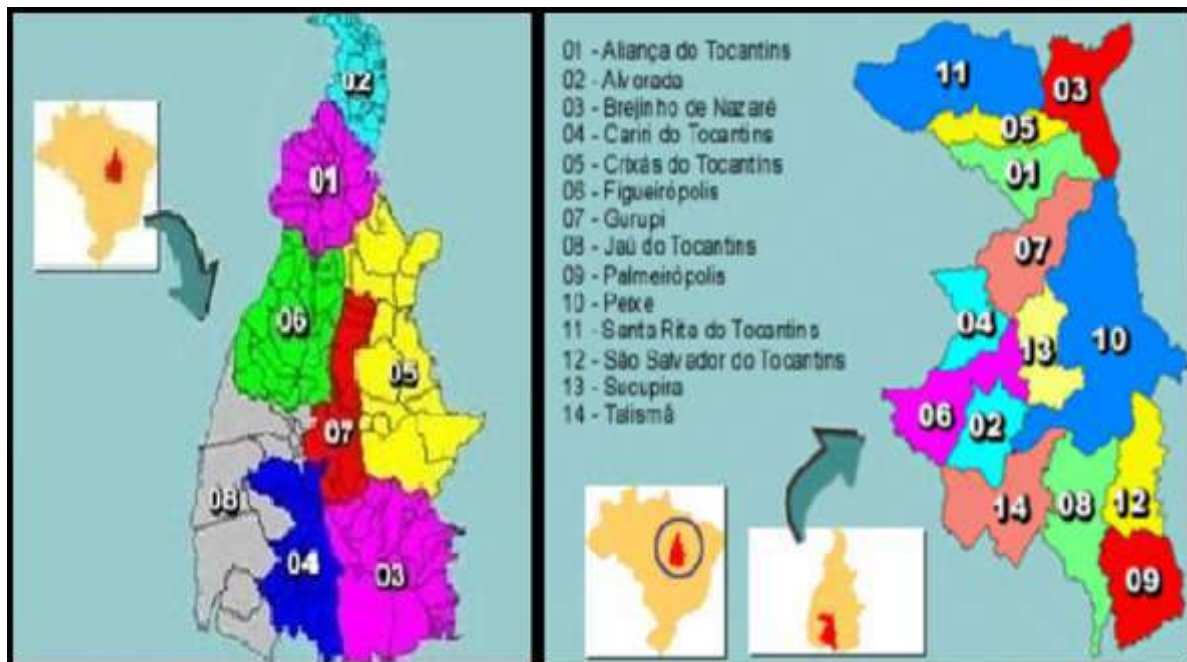 02
01
06
05
07
08
04
03
01 - Aliança do Tocantins
02 - Alvorada
03 - Brejinho de Nazaré
04 - Cariri do Tocantins
05 - Crixás do Tocantins
06 - Figueirópolis
07 - Gurupi
08 - Jaú do Tocantins
09 - Palmeirópolis
10 - Peixe
11 - Santa Rita do Tocantins
12 - São Salvador do Tocantins
13 - Sucupira
14 - Talismã
11
03
05
01
07
04
13
10
06
02
14
08
12
09